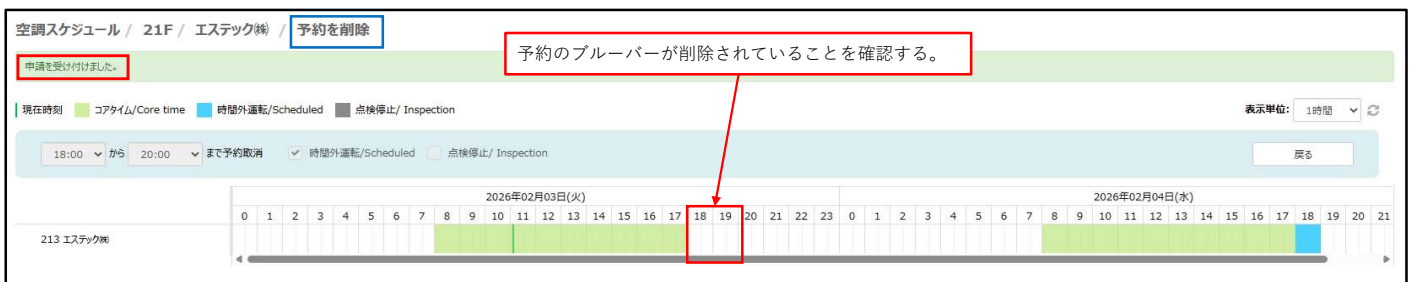 空調スケジュール / 21F / エステック㈱ / 予約を削除
予約のブルーバーが削除されていることを確認する。
申請を受け付けました。
現在時刻 コアタイム/Core time 時間外運転/Scheduled 点検停止/ Inspection 表示単位: 1時間
18:00 から 20:00 まで予約取消 時間外運転/Scheduled 点検停止/ Inspection 戻る
2026年02月03日(火) 2026年02月04日(水)
0 1 2 3 4 5 6 7 8 9 10 11 12 13 14 15 16 17 18 19 20 21 22 23 0 1 2 3 4 5 6 7 8 9 10 11 12 13 14 15 16 17 18 19 20 21
213 エステック㈱